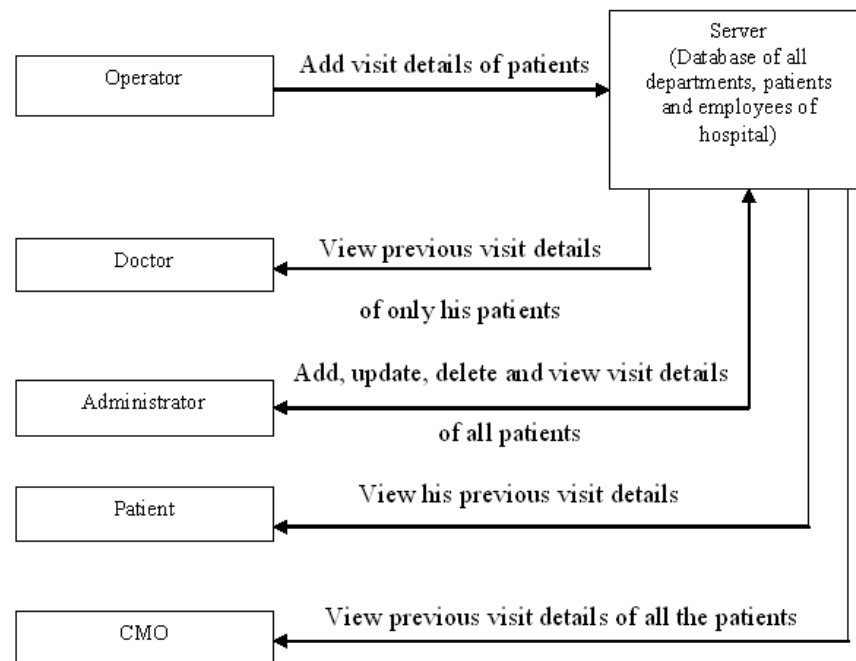 Server
(Database of all
departments, patients
and employees of
hospital)
Operator
Add visit details of patients
Doctor
View previous visit details
of only his patients
Administrator
Add, update, delete and view visit details
of all patients
Patient
View his previous visit details
CMO
View previous visit details of all the patients